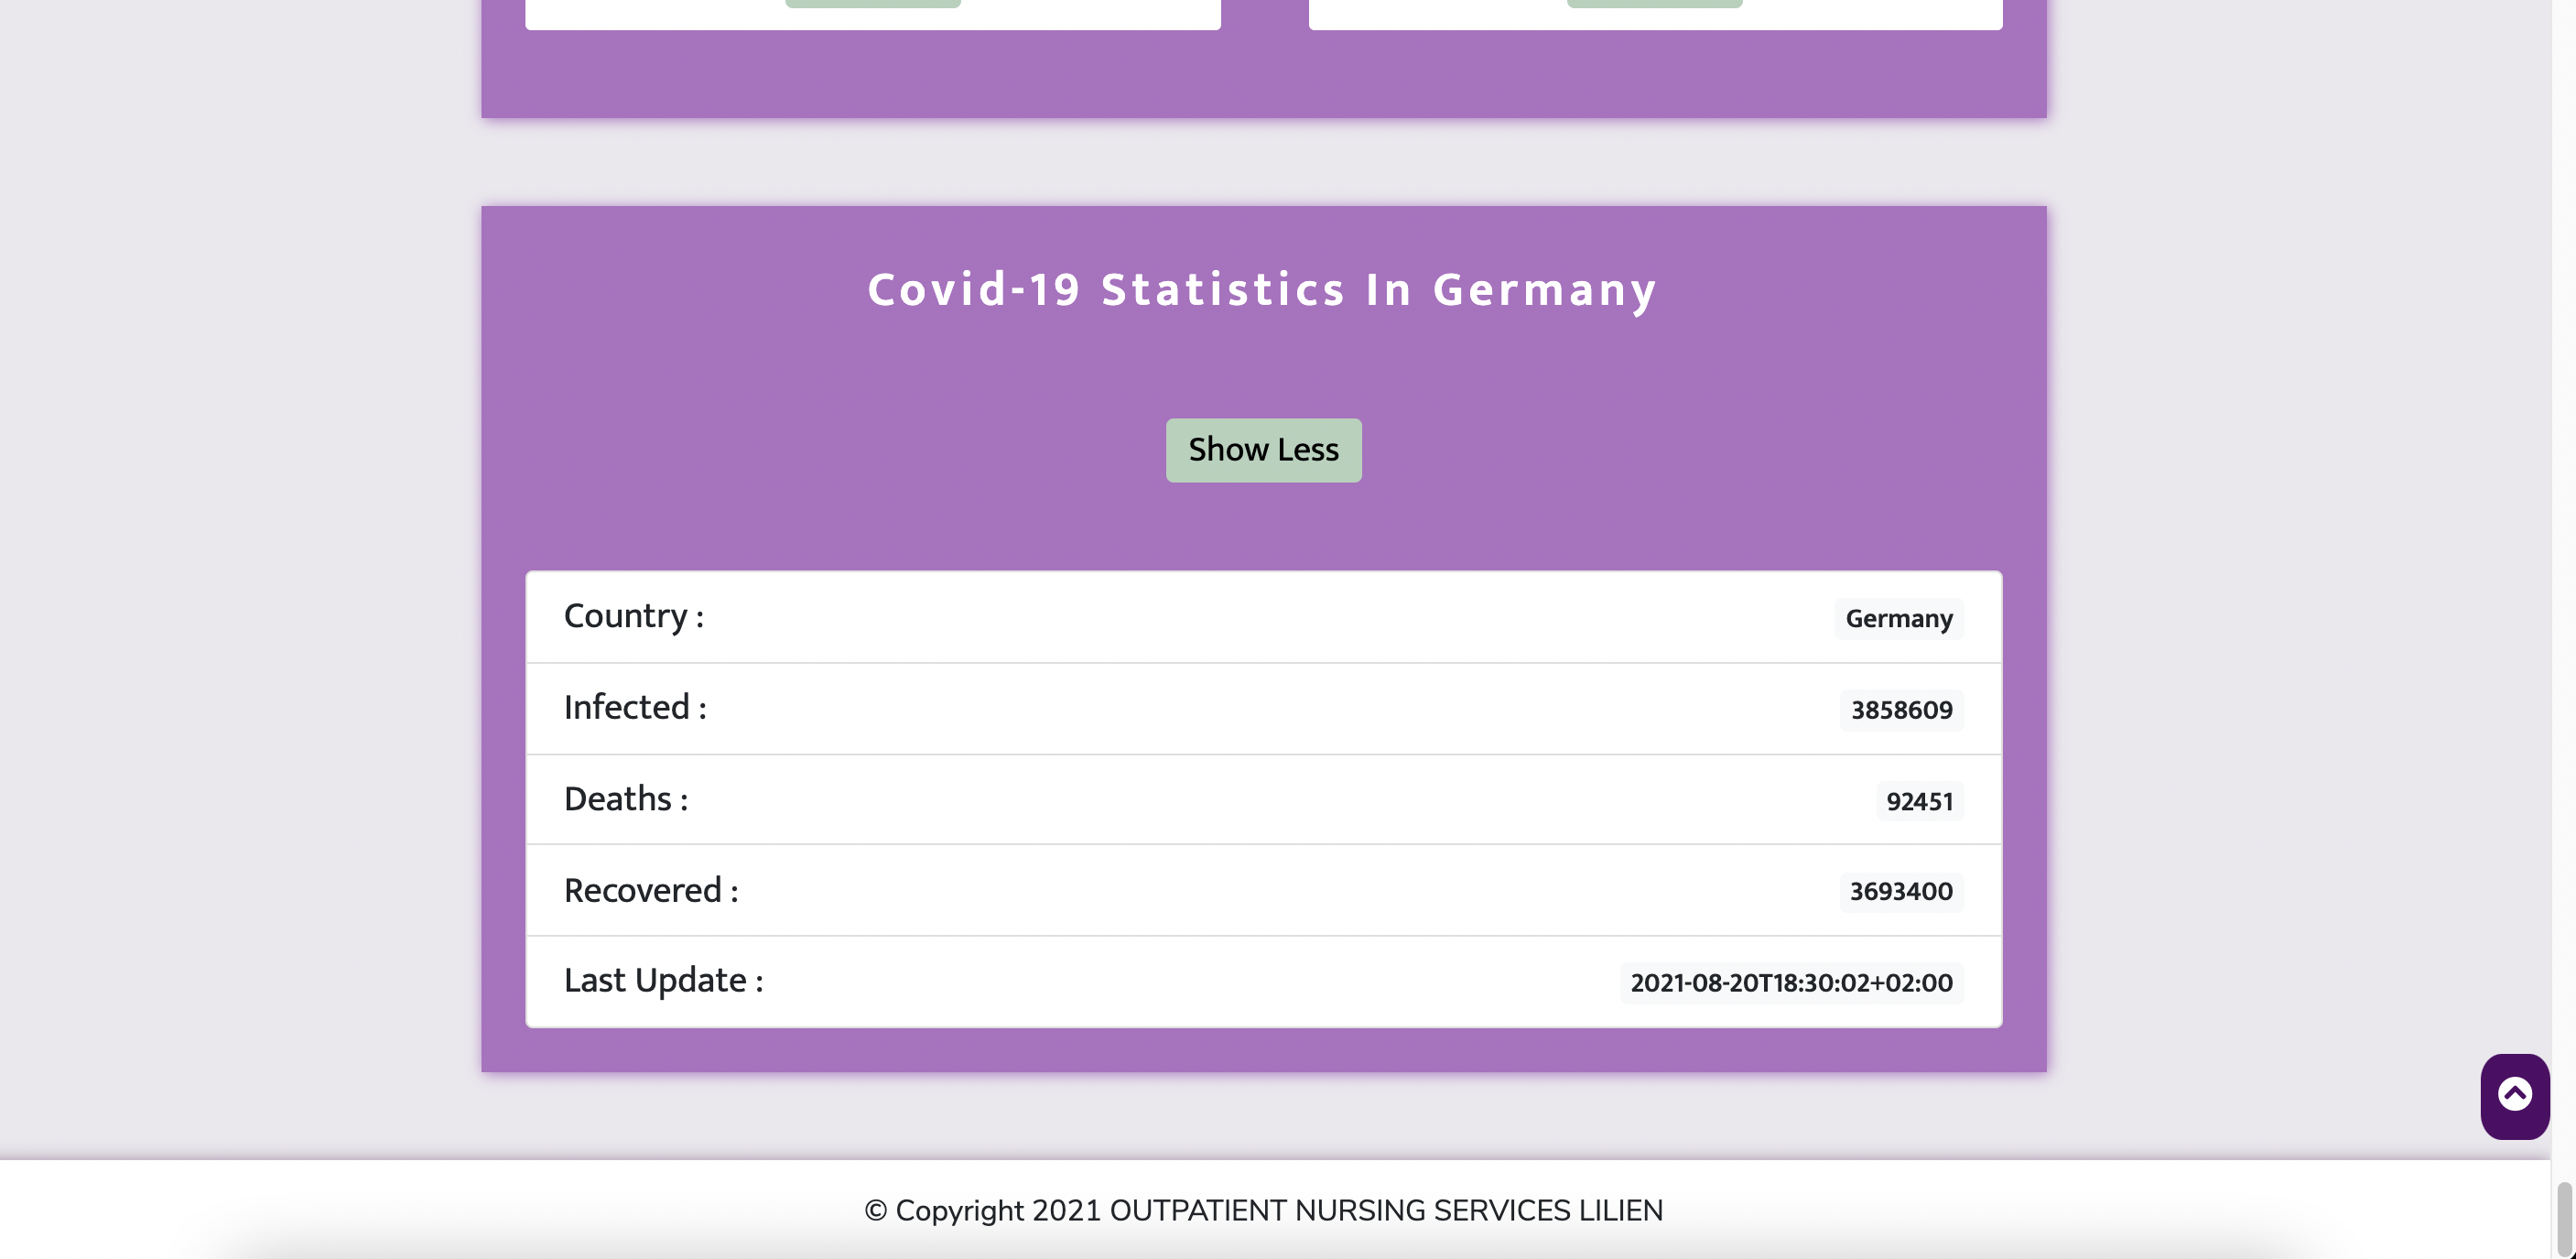 Covid-19 Statistics In Germany
Show Less
Country : Germany
Infected : 3858609
Deaths : 92451
Recovered : 3693400
Last Update : 2021-08-20T18:30:02+02:00
© Copyright 2021 OUTPATIENT NURSING SERVICES LILIEN